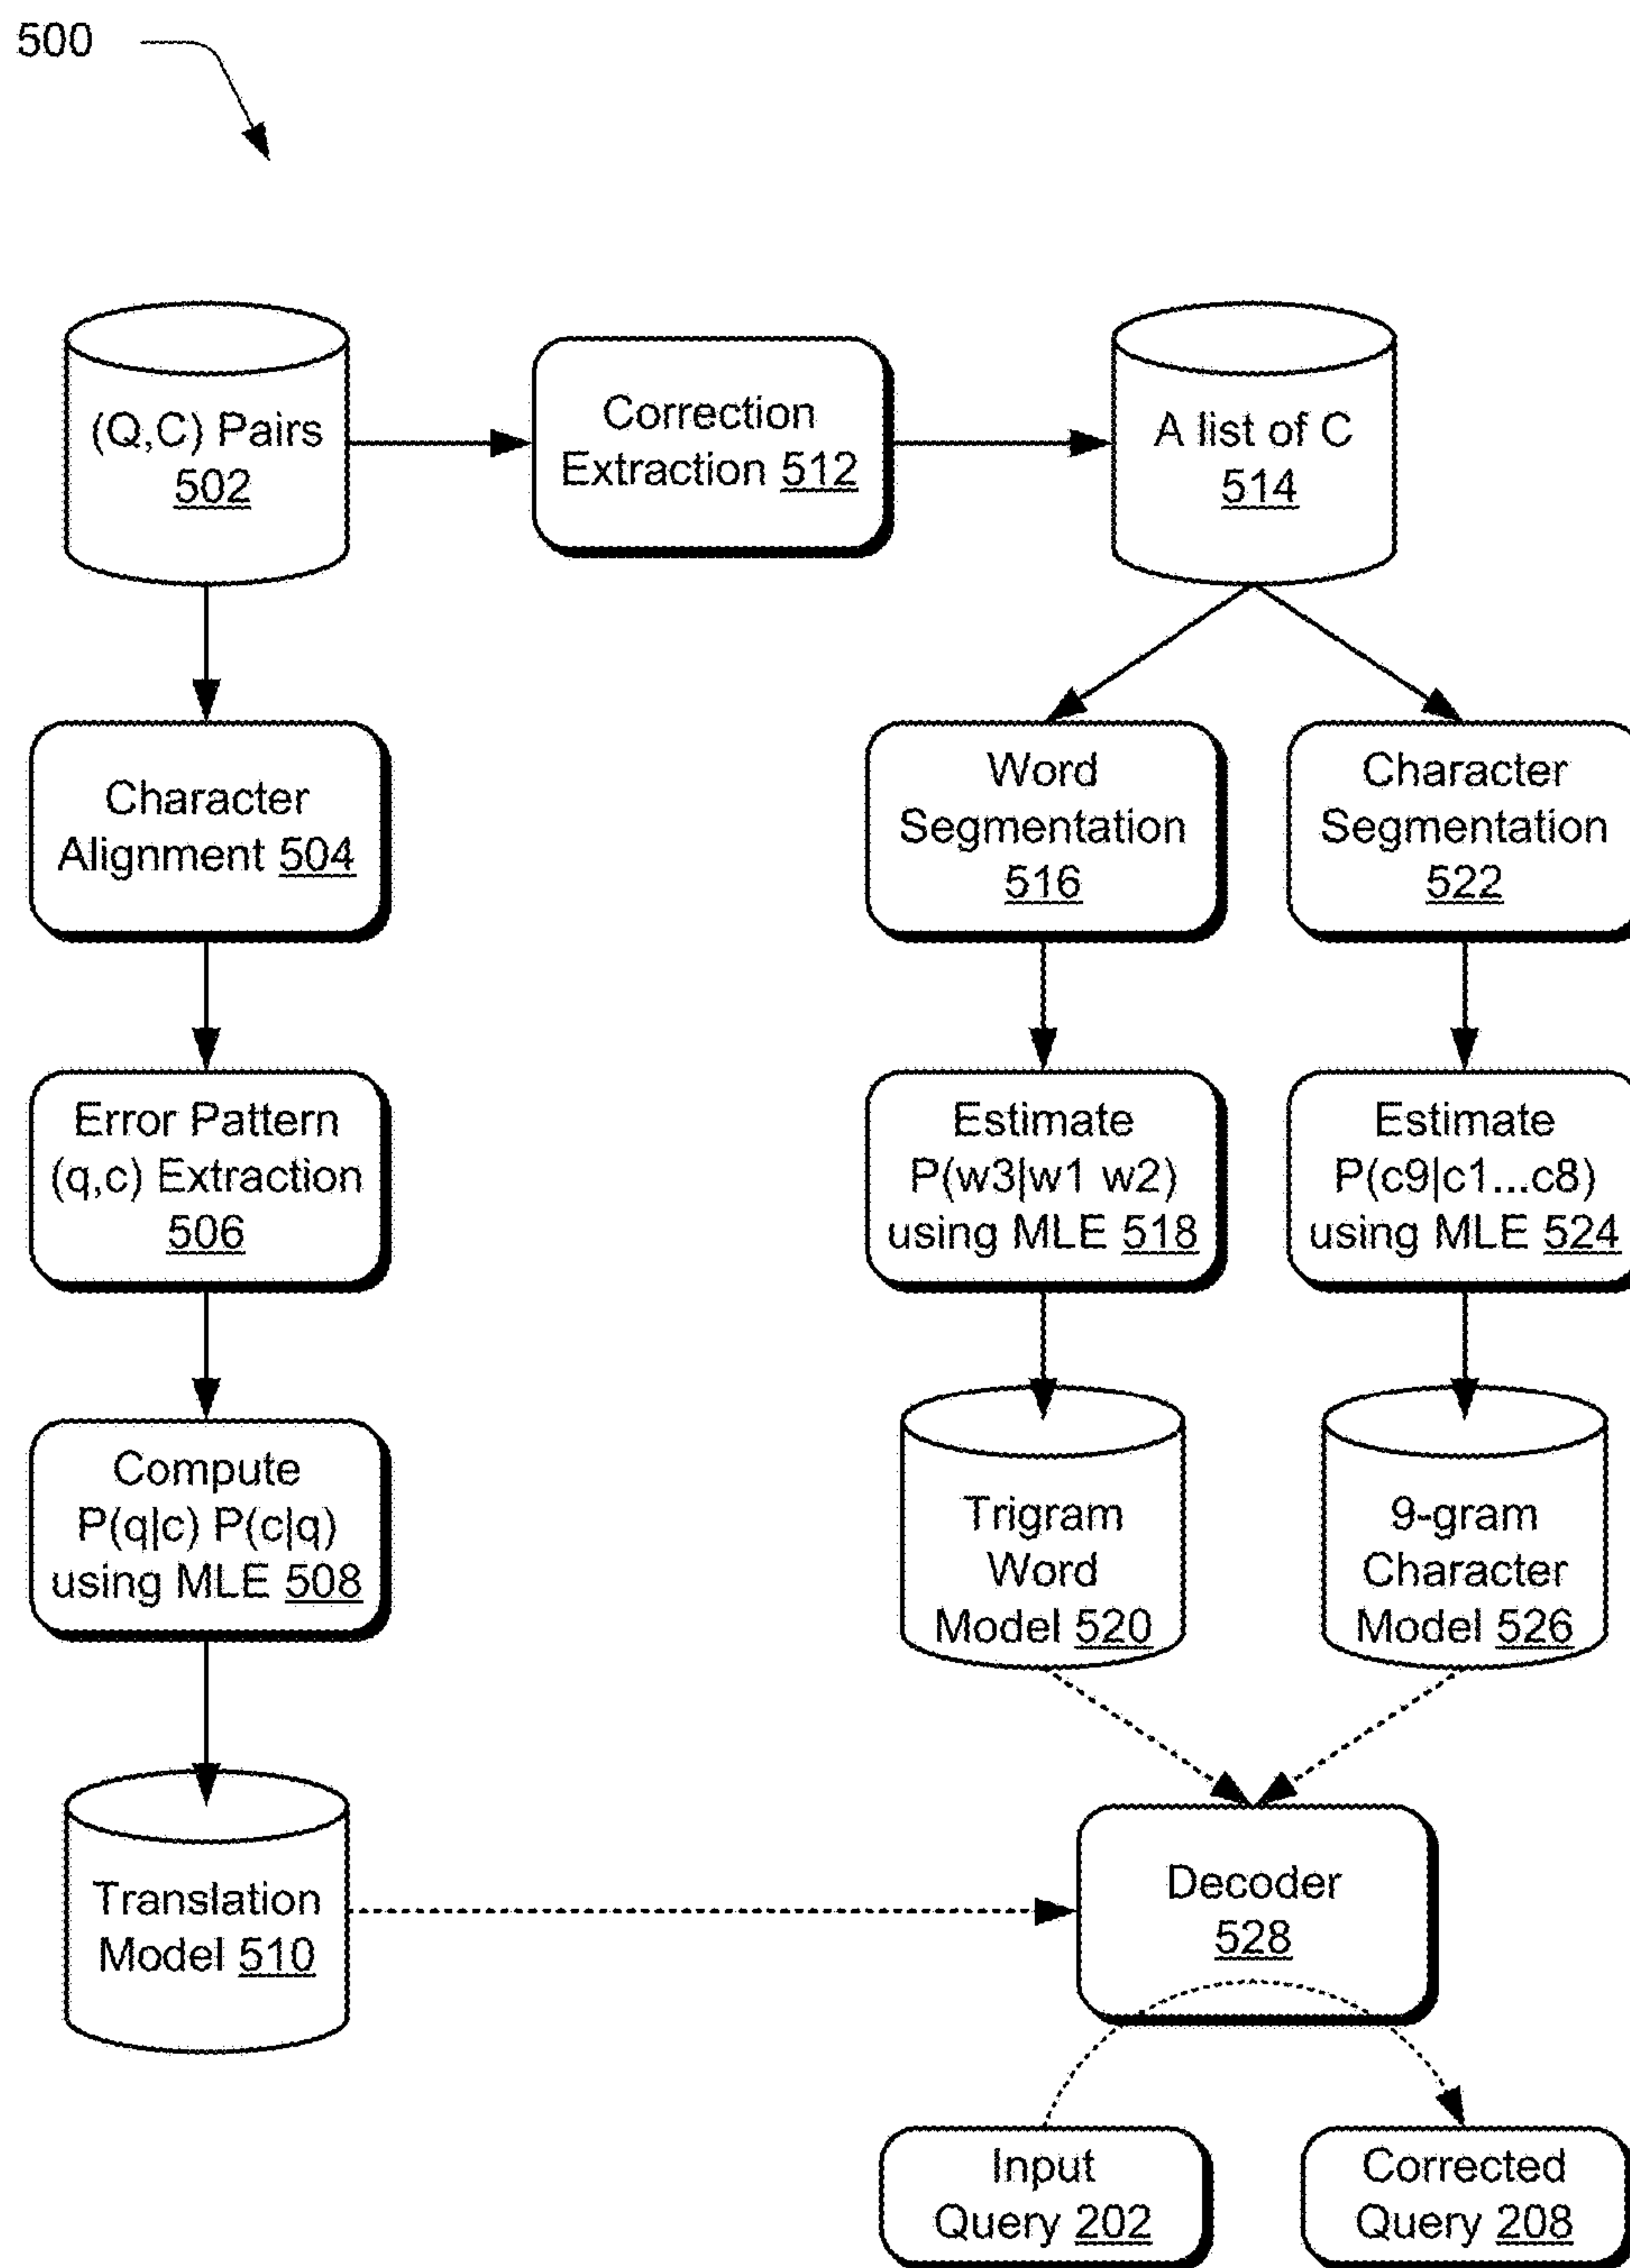 500
(Q,C) Pairs
502
Correction
Extraction 512
A list of C
514
Character
Alignment 504
Word
Segmentation
516
Character
Segmentation
522
Error Pattern
(q,c) Extraction
506
Estimate
P(w3|w1 w2)
using MLE 518
Estimate
P(c9|c1...c8)
using MLE 524
Compute
P(q|c) P(c|q)
using MLE 508
Trigram
Word
Model 520
9-gram
Character
Model 526
Translation
Model 510
Decoder
528
Input
Query 202
Corrected
Query 208